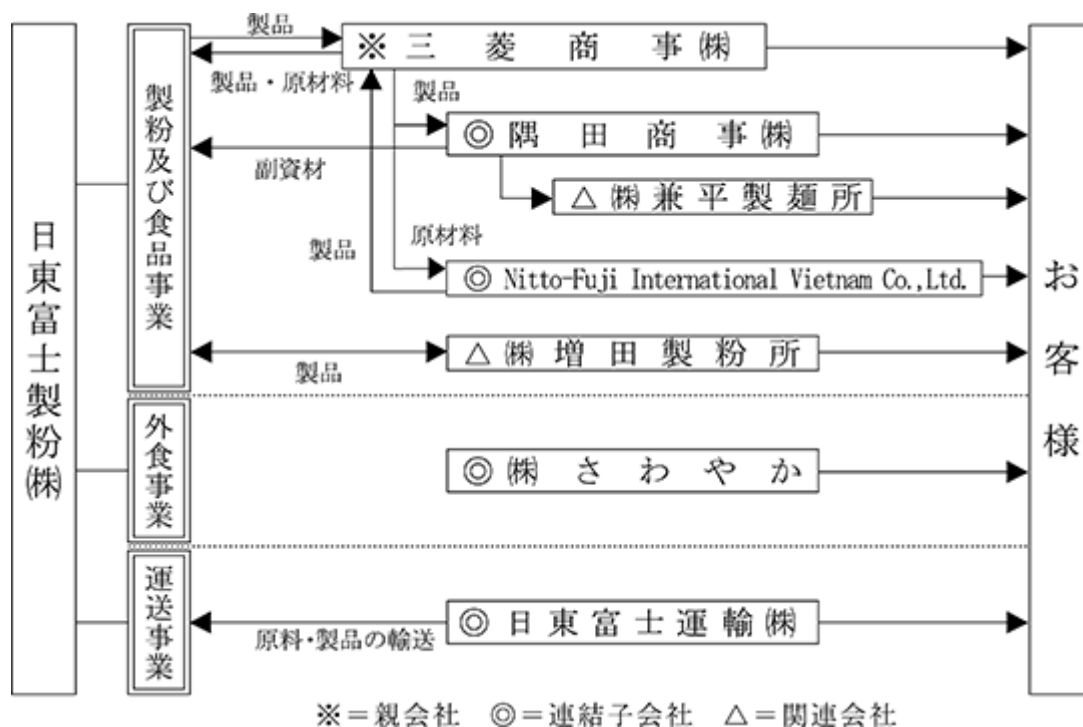 日東富士製粉㈱
製粉及び食品事業
製品
※三菱商事㈱
製品・原材料
製品
◎隅田商事㈱
副資材
△㈱兼平製麺所
製品
原材料
◎ Nitto-Fuji International Vietnam Co.,Ltd.
△㈱増田製粉所
製品
外食事業
◎㈱さわやか
運送事業
◎日東富士運輸㈱
原料・製品の輸送
お客様
※＝親会社 ◎＝連結子会社 △＝関連会社